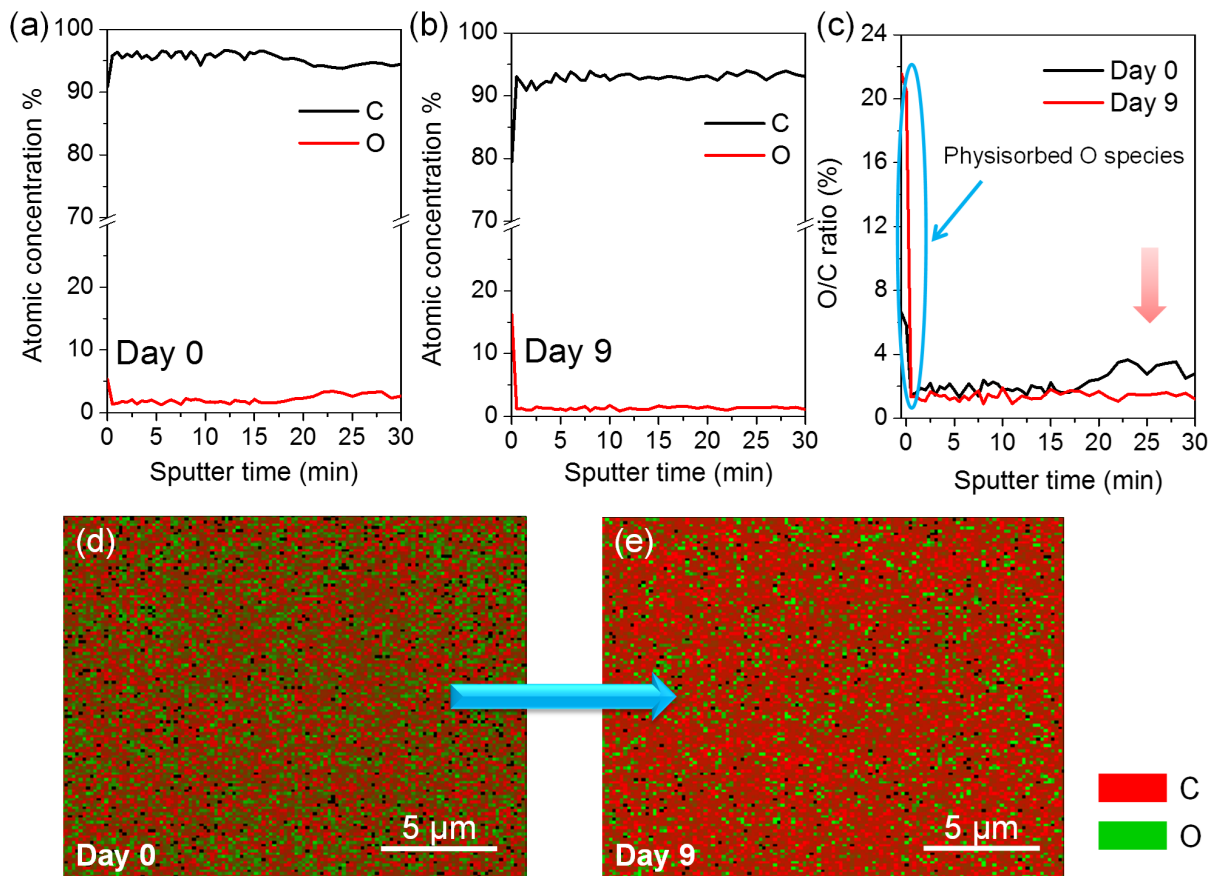 (a)
100
90
80
70
20
10
0
Atomic concentration %
C
O
Day 0
0 5 10 15 20 25 30
Sputter time (min)
(b)
100
90
80
70
20
10
0
Atomic concentration %
C
O
Day 9
0 5 10 15 20 25 30
Sputter time (min)
(c)
24
20
16
12
8
4
0
O/C ratio (%)
Day 0
Day 9
Physisorbed O species
0 5 10 15 20 25 30
Sputter time (min)
(d)
5 μm
Day 0
(e)
5 μm
Day 9
C
O